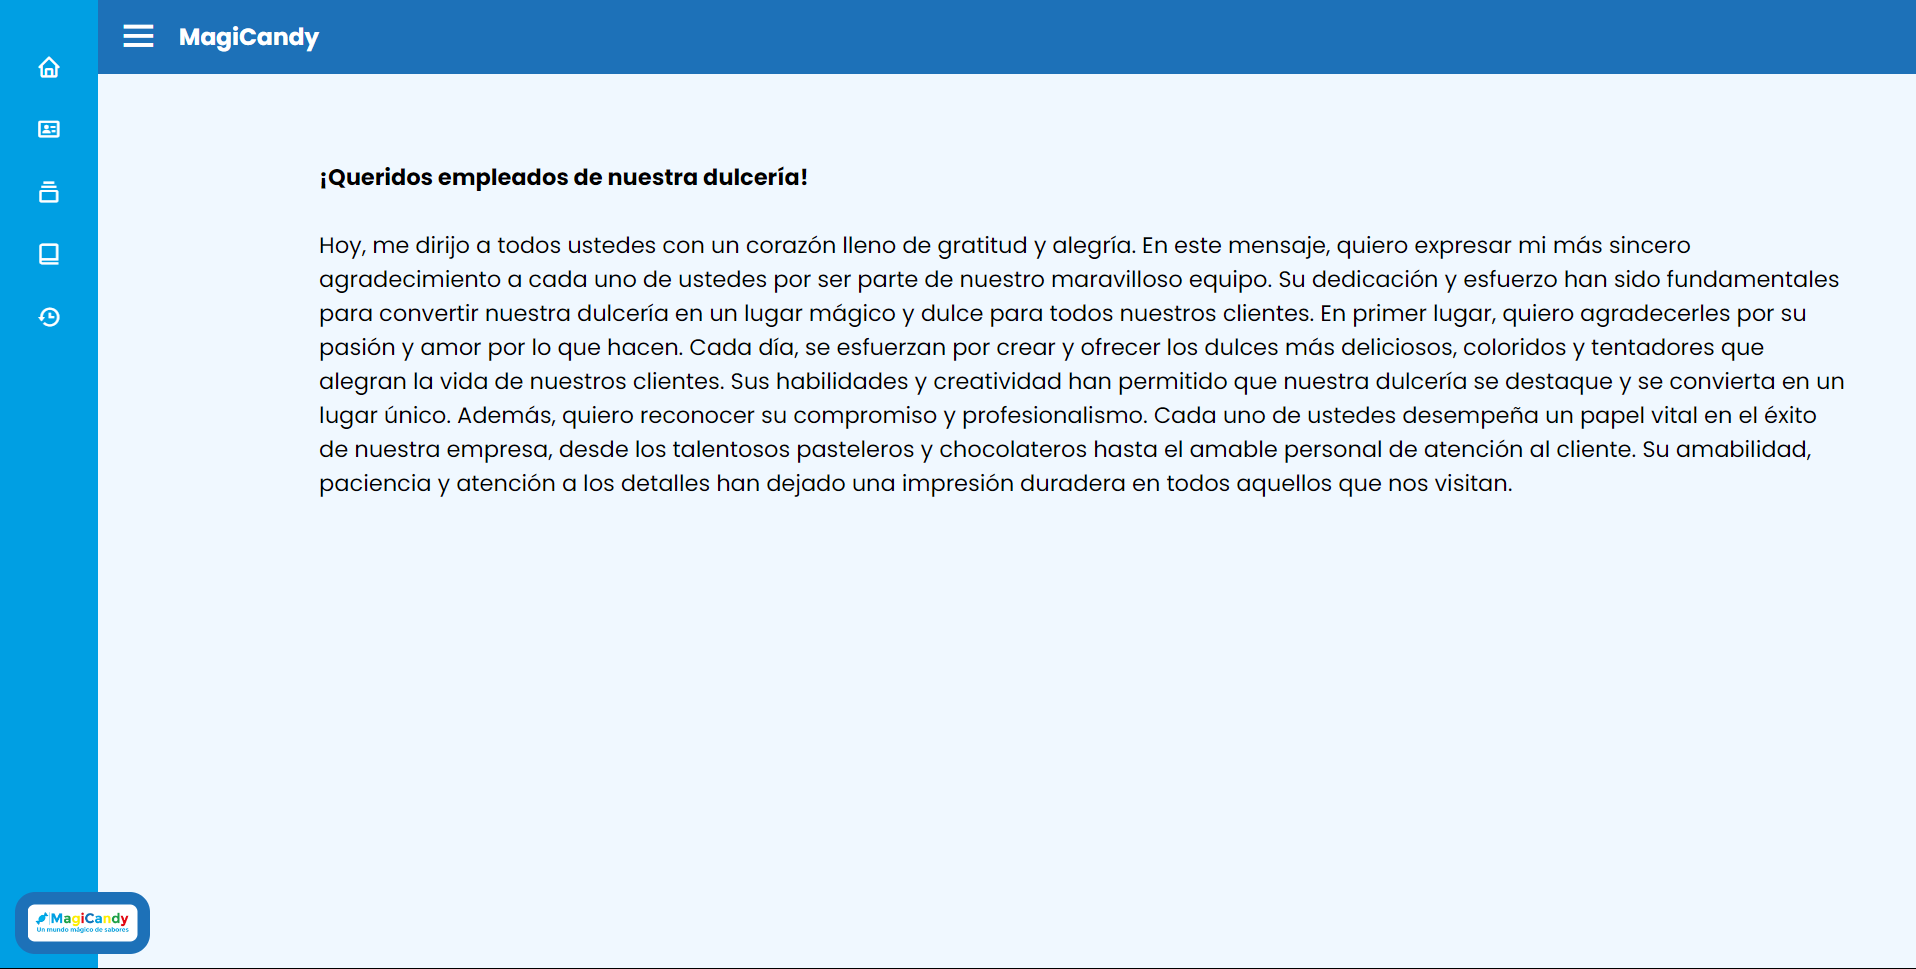 MagiCandy
¡Queridos empleados de nuestra dulcería!
Hoy, me dirijo a todos ustedes con un corazón lleno de gratitud y alegría. En este mensaje, quiero expresar mi más sincero
agradecimiento a cada uno de ustedes por ser parte de nuestro maravilloso equipo. Su dedicación y esfuerzo han sido fundamentales
para convertir nuestra dulcería en un lugar mágico y dulce para todos nuestros clientes. En primer lugar, quiero agradecerles por su
pasión y amor por lo que hacen. Cada día, se esfuerzan por crear y ofrecer los dulces más deliciosos, coloridos y tentadores que
alegran la vida de nuestros clientes. Sus habilidades y creatividad han permitido que nuestra dulcería se destaque y se convierta en un
lugar único. Además, quiero reconocer su compromiso y profesionalismo. Cada uno de ustedes desempeña un papel vital en el éxito
de nuestra empresa, desde los talentosos pasteleros y chocolateros hasta el amable personal de atención al cliente. Su amabilidad,
paciencia y atención a los detalles han dejado una impresión duradera en todos aquellos que nos visitan.
MagiCandy
Un mundo mágico de sabores